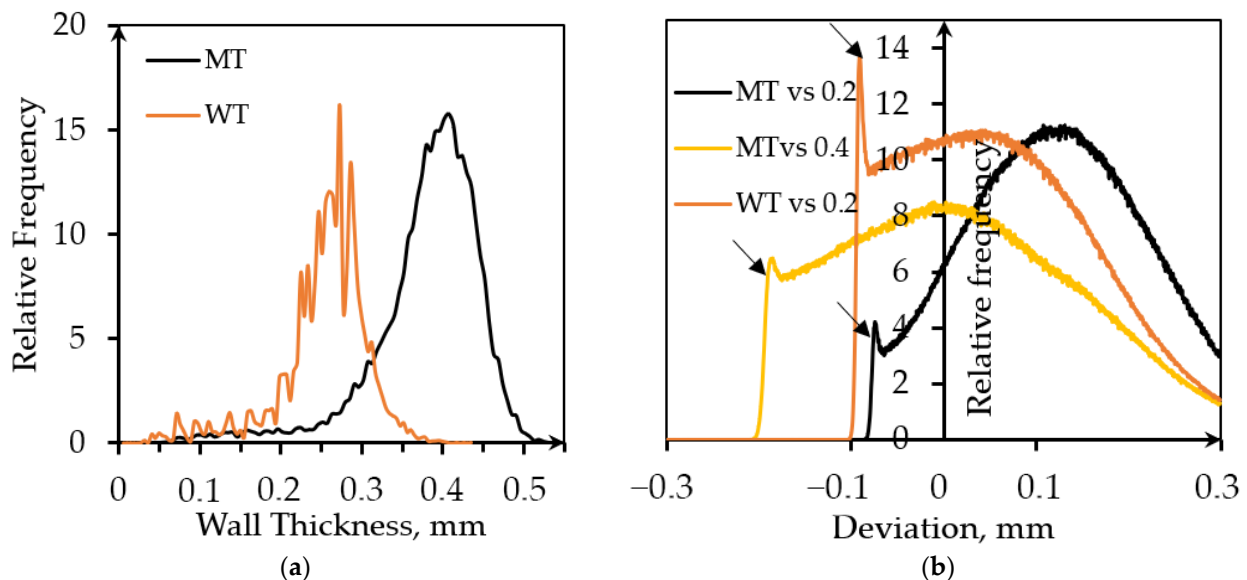 20
15
10
5
0
Relative Frequency
MT
WT
0
0.1
0.2
0.3
0.4
0.5
Wall Thickness, mm
(a)
14
12
10
8
6
4
2
0
Relative frequency
MT vs 0.2
MTvs 0.4
WT vs 0.2
−0.3
−0.1
0
0.1
0.3
Deviation, mm
(b)